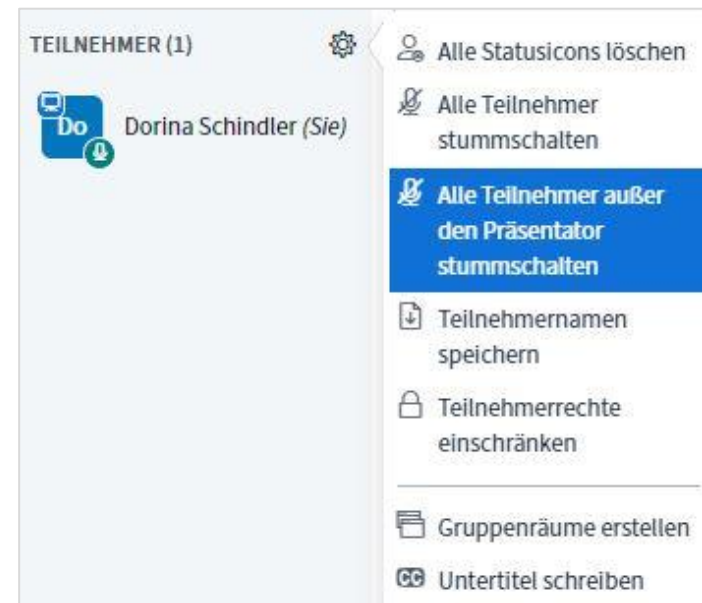 TEILNEHMER (1)
Do
Dorina Schindler (Sie)
Alle Statusicons löschen
Alle Teilnehmer
stummschalten
Alle Teilnehmer außer
den Präsentator
stummschalten
Teilnehmernamen
speichern
Teilnehmerrechte
einschränken
Gruppenräume erstellen
CC Untertitel schreiben